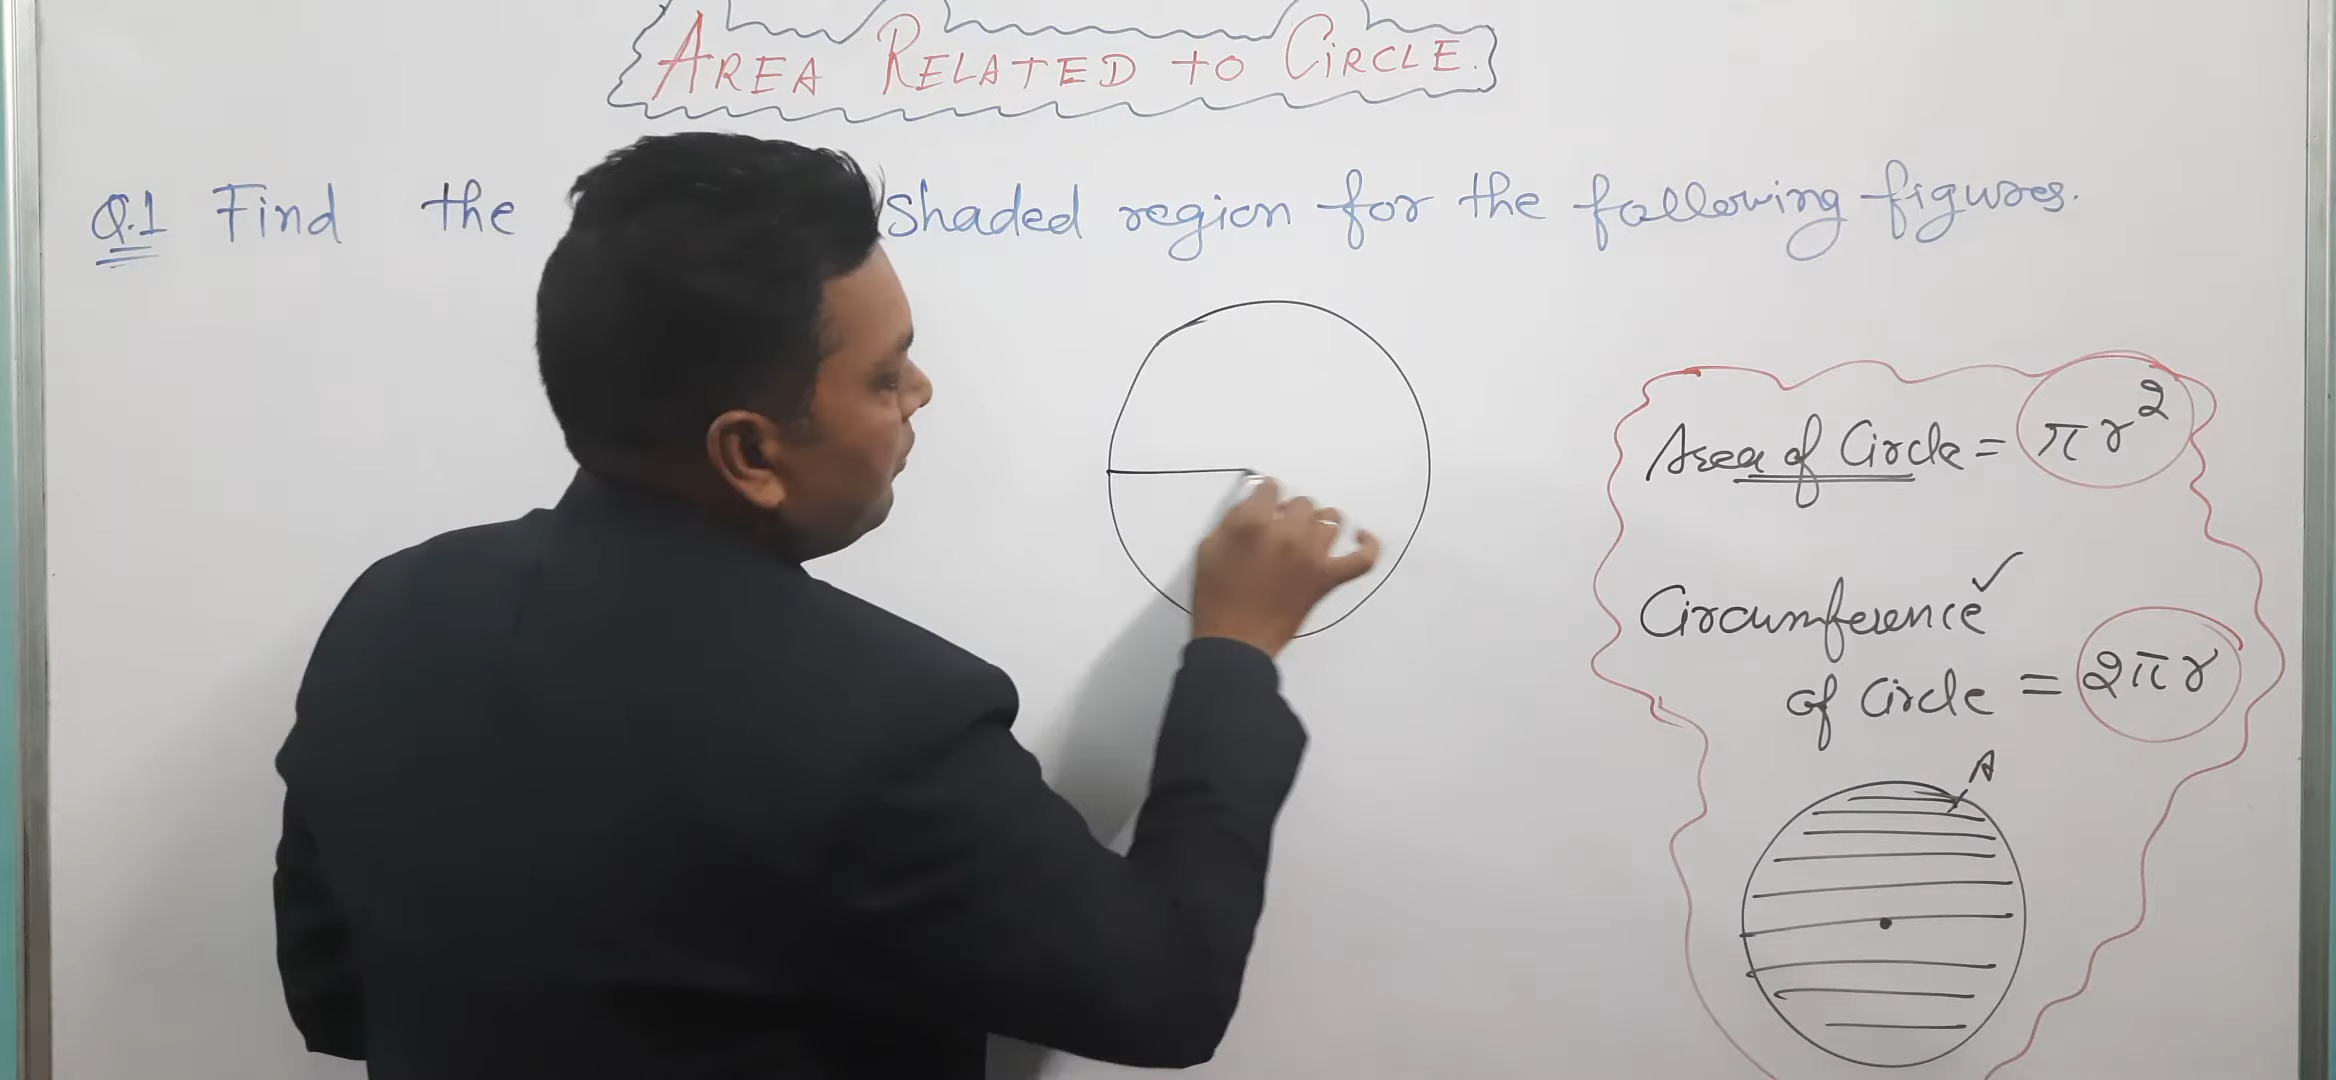 AREA RELATED TO CIRCLE.
Q.1 Find the shaded region for the following figures.
Area of Circle = πr²
Circumference ✓
of Circle = 2πr
A